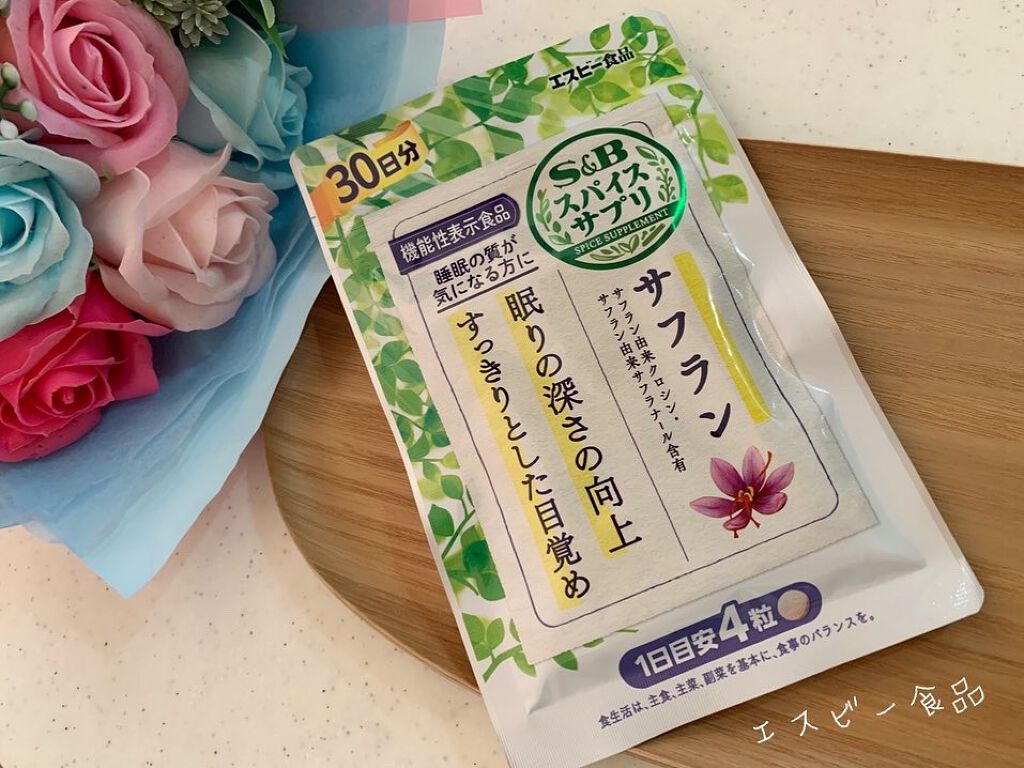 エスビー食品
30日分
S&B
スパイス
サプリ
SPICE SUPPLEMENT
機能性表示食品
睡眠の質が
気になる方に
サフラン
サフラン由来クロシン・
サフラン由来サフラナール含有
眠りの深さの向上
すっきりとした目覚め
1日目安4粒
食生活は、主食、主菜、副菜を基本に、食事のバランスを。
エスビー食品